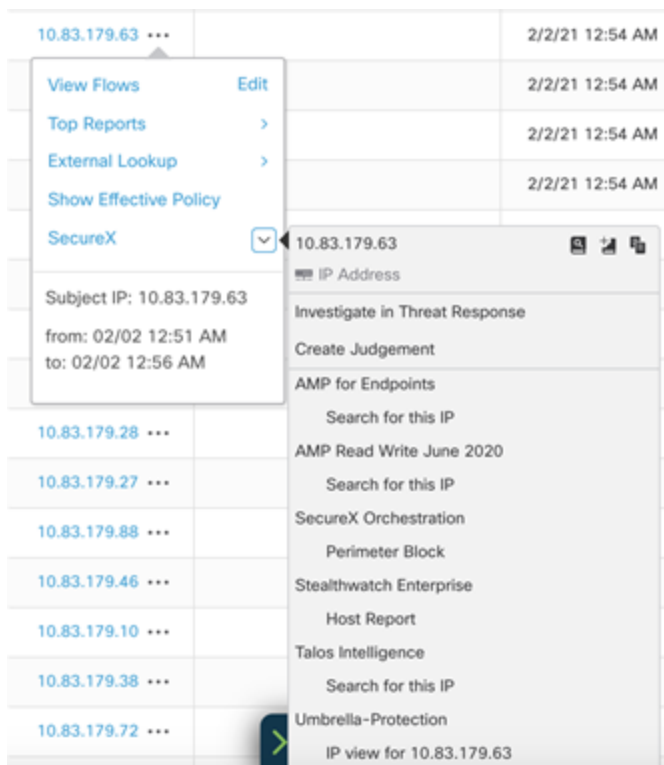 10.83.179.63 •••
2/2/21 12:54 AM
View Flows
Edit
2/2/21 12:54 AM
Top Reports
2/2/21 12:54 AM
External Lookup
Show Effective Policy
2/2/21 12:54 AM
SecureX
Subject IP: 10.83.179.63
from: 02/02 12:51 AM
to: 02/02 12:56 AM
10.83.179.63
IP Address
Investigate in Threat Response
Create Judgement
AMP for Endpoints
Search for this IP
AMP Read Write June 2020
Search for this IP
SecureX Orchestration
Perimeter Block
Stealthwatch Enterprise
Host Report
Talos Intelligence
Search for this IP
Umbrella-Protection
IP view for 10.83.179.63
10.83.179.28 •••
10.83.179.27 •••
10.83.179.88 •••
10.83.179.46 •••
10.83.179.10 •••
10.83.179.38 •••
10.83.179.72 •••